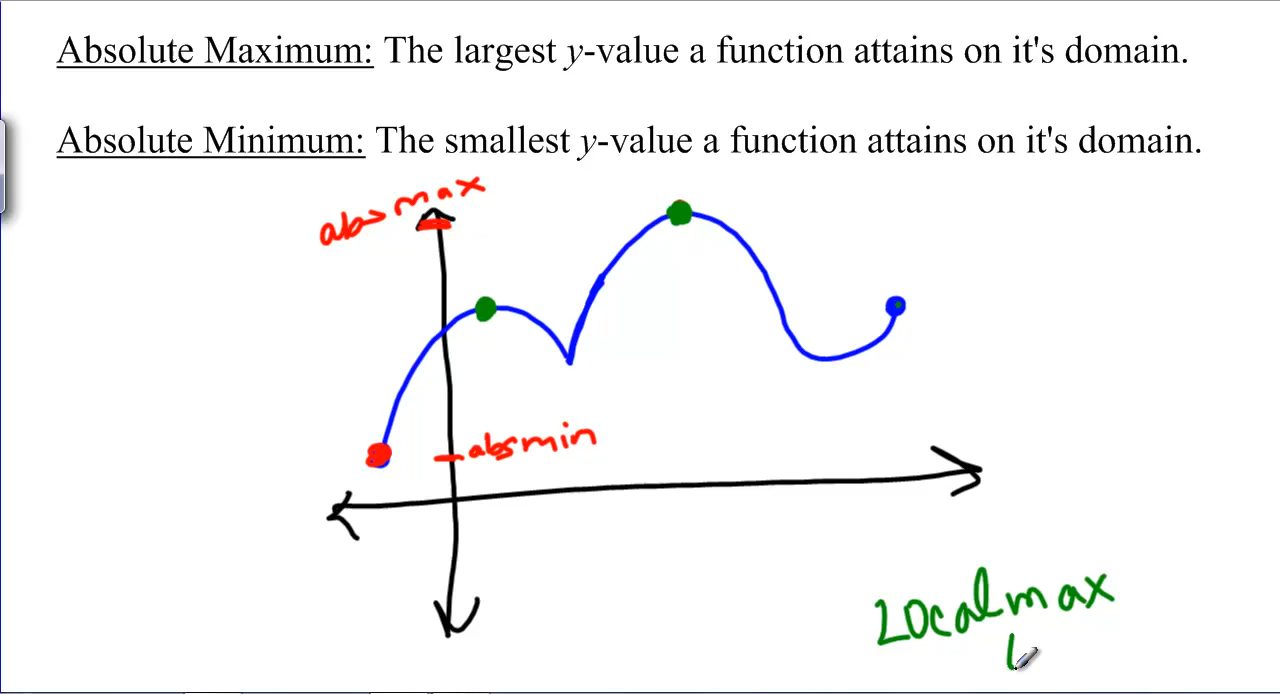 Absolute Maximum: The largest y-value a function attains on it's domain.
Absolute Minimum: The smallest y-value a function attains on it's domain.
abs max
abs min
Local max